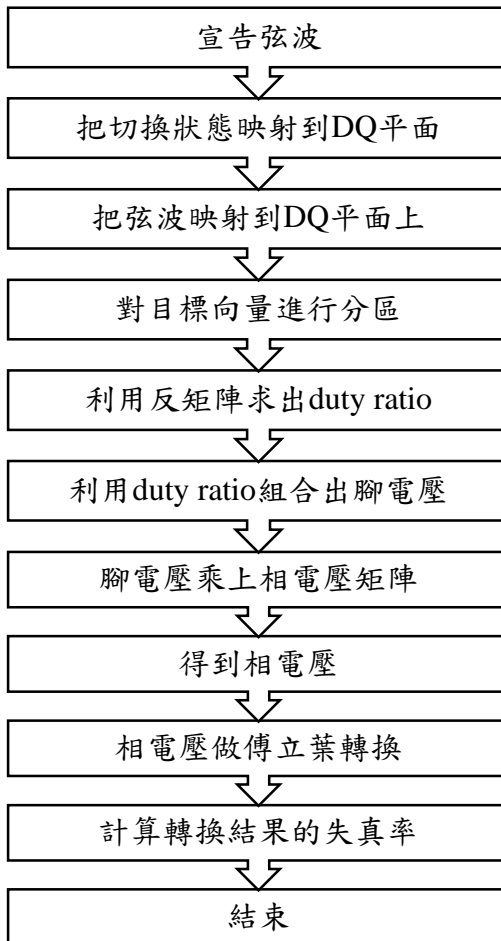 宣告弦波
把切換狀態映射到DQ平面
把弦波映射到DQ平面上
對目標向量進行分區
利用反矩陣求出duty ratio
利用duty ratio組合出腳電壓
腳電壓乘上相電壓矩陣
得到相電壓
相電壓做傅立葉轉換
計算轉換結果的失真率
結束